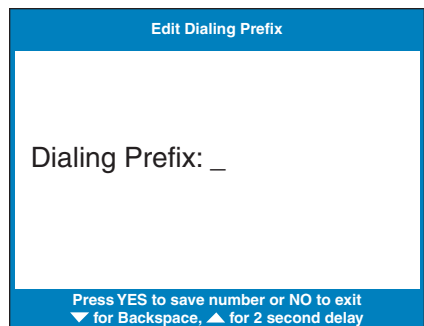 Edit Dialing Prefix
Dialing Prefix: _
Press YES to save number or NO to exit
▼ for Backspace, ▲ for 2 second delay